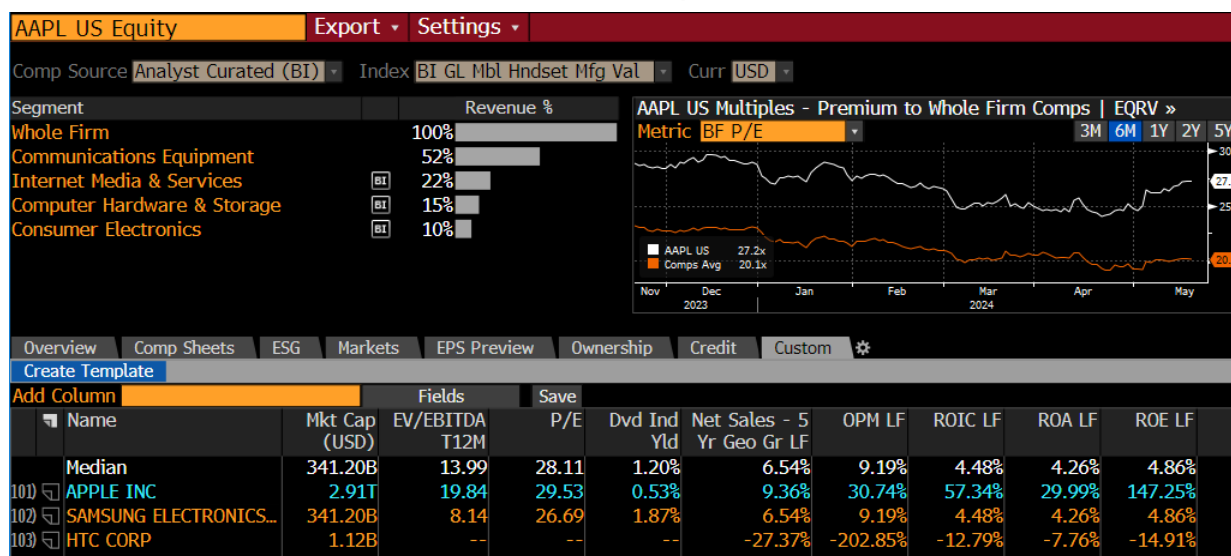 AAPL US Equity Export Settings
Comp Source Analyst Curated (BI) Index BI GL Mbl Hndset Mfg Val Curr USD
Segment Revenue %
Whole Firm 100%
Communications Equipment 52%
Internet Media & Services BI 22%
Computer Hardware & Storage BI 15%
Consumer Electronics BI 10%
AAPL US Multiples - Premium to Whole Firm Comps | EQRV »
Metric BF P/E 3M 6M 1Y 2Y 5Y
30
27.
25
20.
AAPL US 27.2x
Comps Avg 20.1x
Nov Dec Jan Feb Mar Apr May
2023 2024
Overview Comp Sheets ESG Markets EPS Preview Ownership Credit Custom
Create Template
Add Column Fields Save
Name Mkt Cap EV/EBITDA P/E Dvd Ind Net Sales - 5 OPM LF ROIC LF ROA LF ROE LF
(USD) T12M Yld Yr Geo Gr LF
Median 341.20B 13.99 28.11 1.20% 6.54% 9.19% 4.48% 4.26% 4.86%
101) APPLE INC 2.91T 19.84 29.53 0.53% 9.36% 30.74% 57.34% 29.99% 147.25%
102) SAMSUNG ELECTRONICS... 341.20B 8.14 26.69 1.87% 6.54% 9.19% 4.48% 4.26% 4.86%
103) HTC CORP 1.12B -- -- -- -27.37% -202.85% -12.79% -7.76% -14.91%